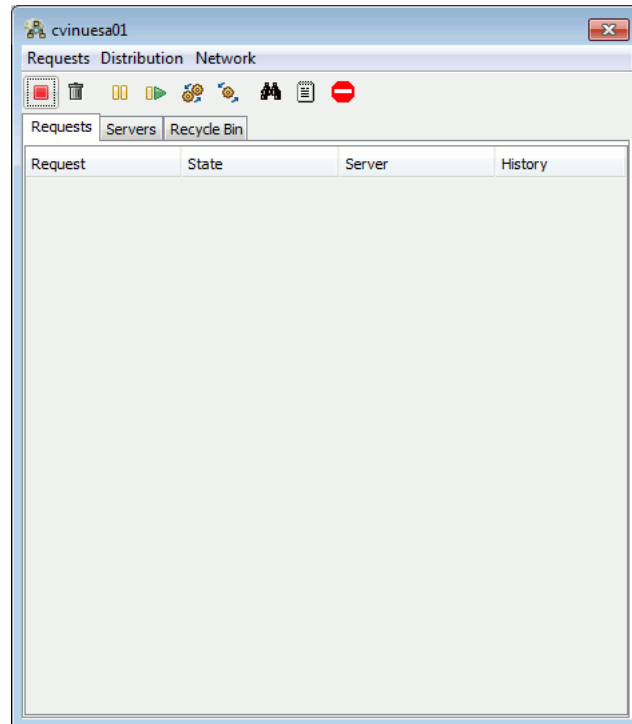 cvinuesa01
Requests Distribution Network
Requests Servers Recycle Bin
Request State Server History